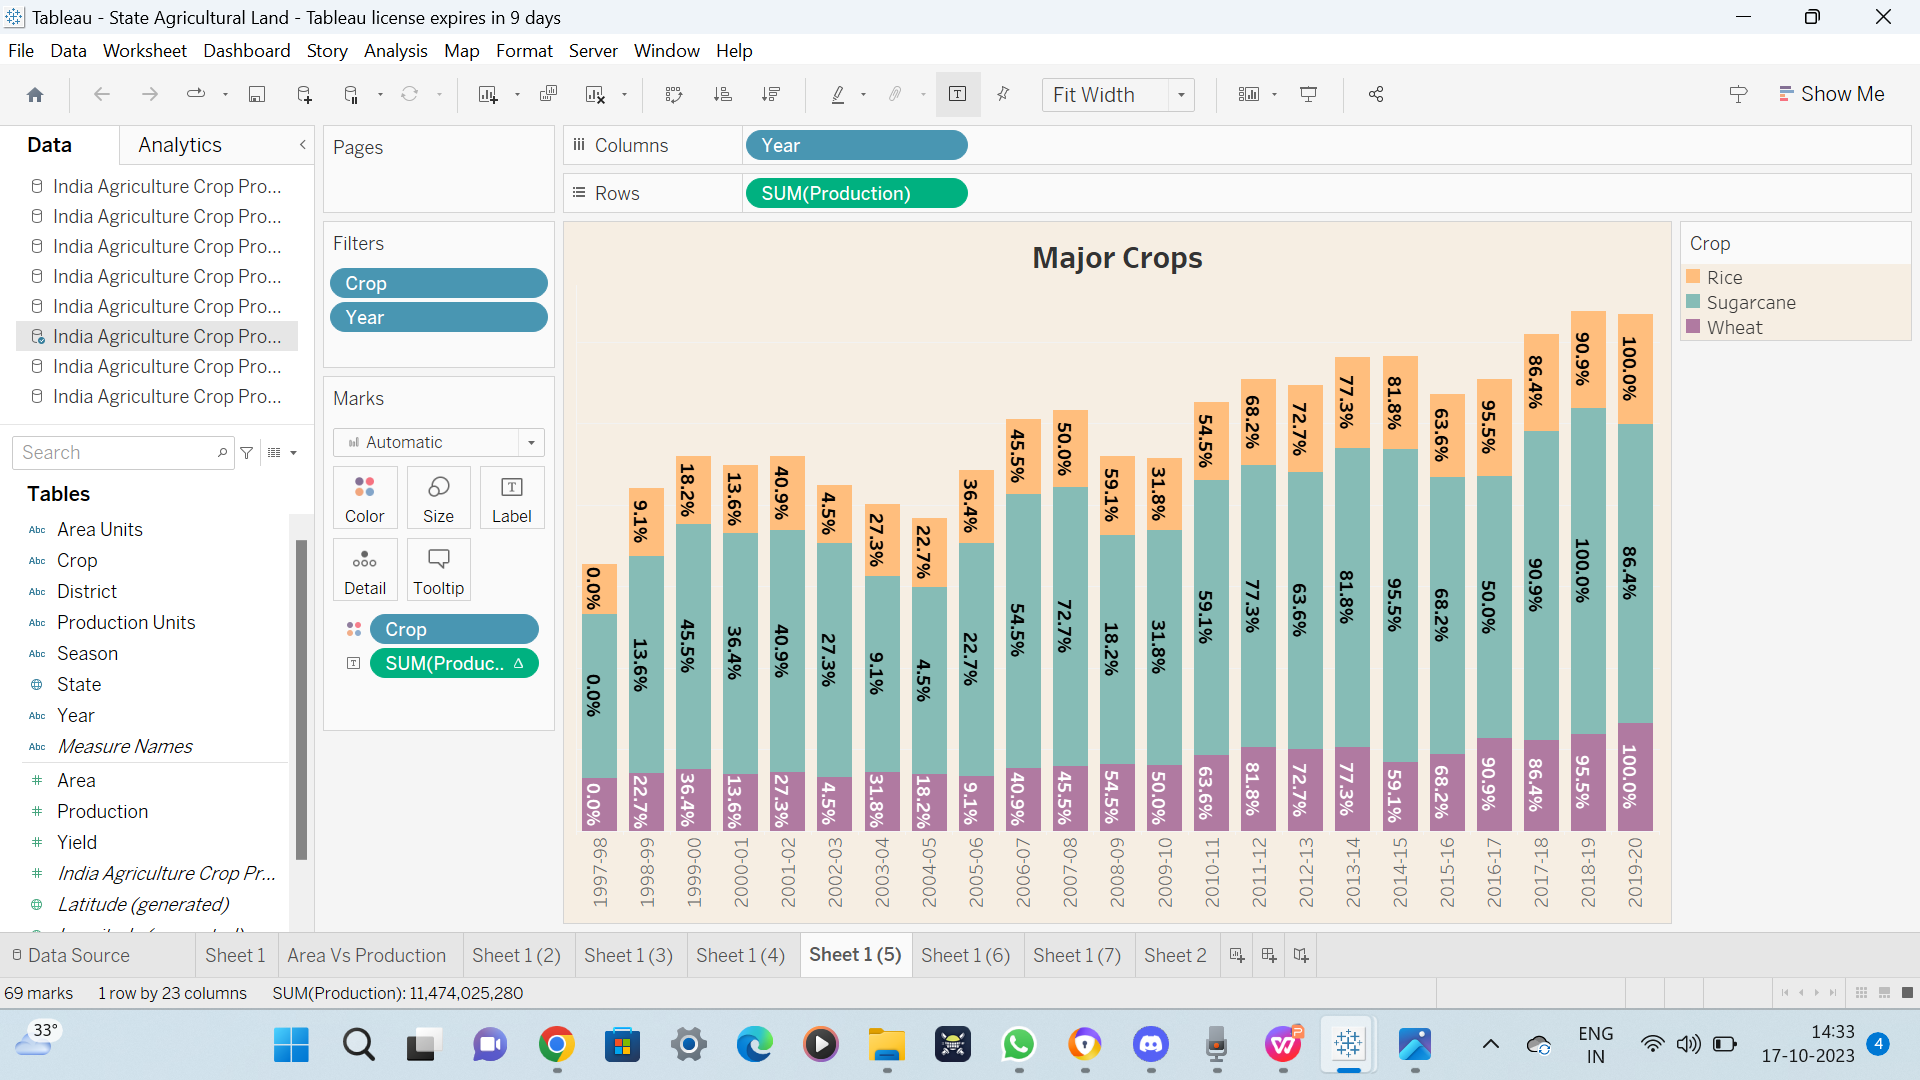 Tableau - State Agricultural Land - Tableau license expires in 9 days
File Data Worksheet Dashboard Story Analysis Map Format Server Window Help
Fit Width
Show Me
Data Analytics
India Agriculture Crop Pro...
India Agriculture Crop Pro...
India Agriculture Crop Pro...
India Agriculture Crop Pro...
India Agriculture Crop Pro...
India Agriculture Crop Pro...
India Agriculture Crop Pro...
India Agriculture Crop Pro...
Search
Tables
Abc Area Units
Abc Crop
Abc District
Abc Production Units
Abc Season
State
Abc Year
Abc Measure Names
# Area
# Production
# Yield
# India Agriculture Crop Pr...
Latitude (generated)
Pages
Filters
Crop
Year
Marks
Automatic
Color Size Label
Detail Tooltip
Crop
SUM(Produc.. Δ
Columns Year
Rows SUM(Production)
Major Crops
0.0% 9.1% 18.2% 13.6% 40.9% 4.5% 27.3% 22.7% 36.4% 45.5% 50.0% 59.1% 31.8% 54.5% 68.2% 72.7% 77.3% 81.8% 63.6% 95.5% 86.4% 90.9% 100.0%
0.0% 13.6% 45.5% 36.4% 40.9% 27.3% 9.1% 4.5% 22.7% 54.5% 72.7% 18.2% 31.8% 59.1% 77.3% 63.6% 81.8% 95.5% 68.2% 50.0% 90.9% 100.0% 86.4%
0.0% 22.7% 36.4% 13.6% 27.3% 4.5% 31.8% 18.2% 9.1% 40.9% 45.5% 54.5% 50.0% 63.6% 81.8% 72.7% 77.3% 59.1% 68.2% 90.9% 86.4% 95.5% 100.0%
1997-98 1998-99 1999-00 2000-01 2001-02 2002-03 2003-04 2004-05 2005-06 2006-07 2007-08 2008-09 2009-10 2010-11 2011-12 2012-13 2013-14 2014-15 2015-16 2016-17 2017-18 2018-19 2019-20
Crop
Rice
Sugarcane
Wheat
Data Source Sheet 1 Area Vs Production Sheet 1 (2) Sheet 1 (3) Sheet 1 (4) Sheet 1 (5) Sheet 1 (6) Sheet 1 (7) Sheet 2
69 marks 1 row by 23 columns SUM(Production): 11,474,025,280
33°
ENG
IN
14:33
17-10-2023
4